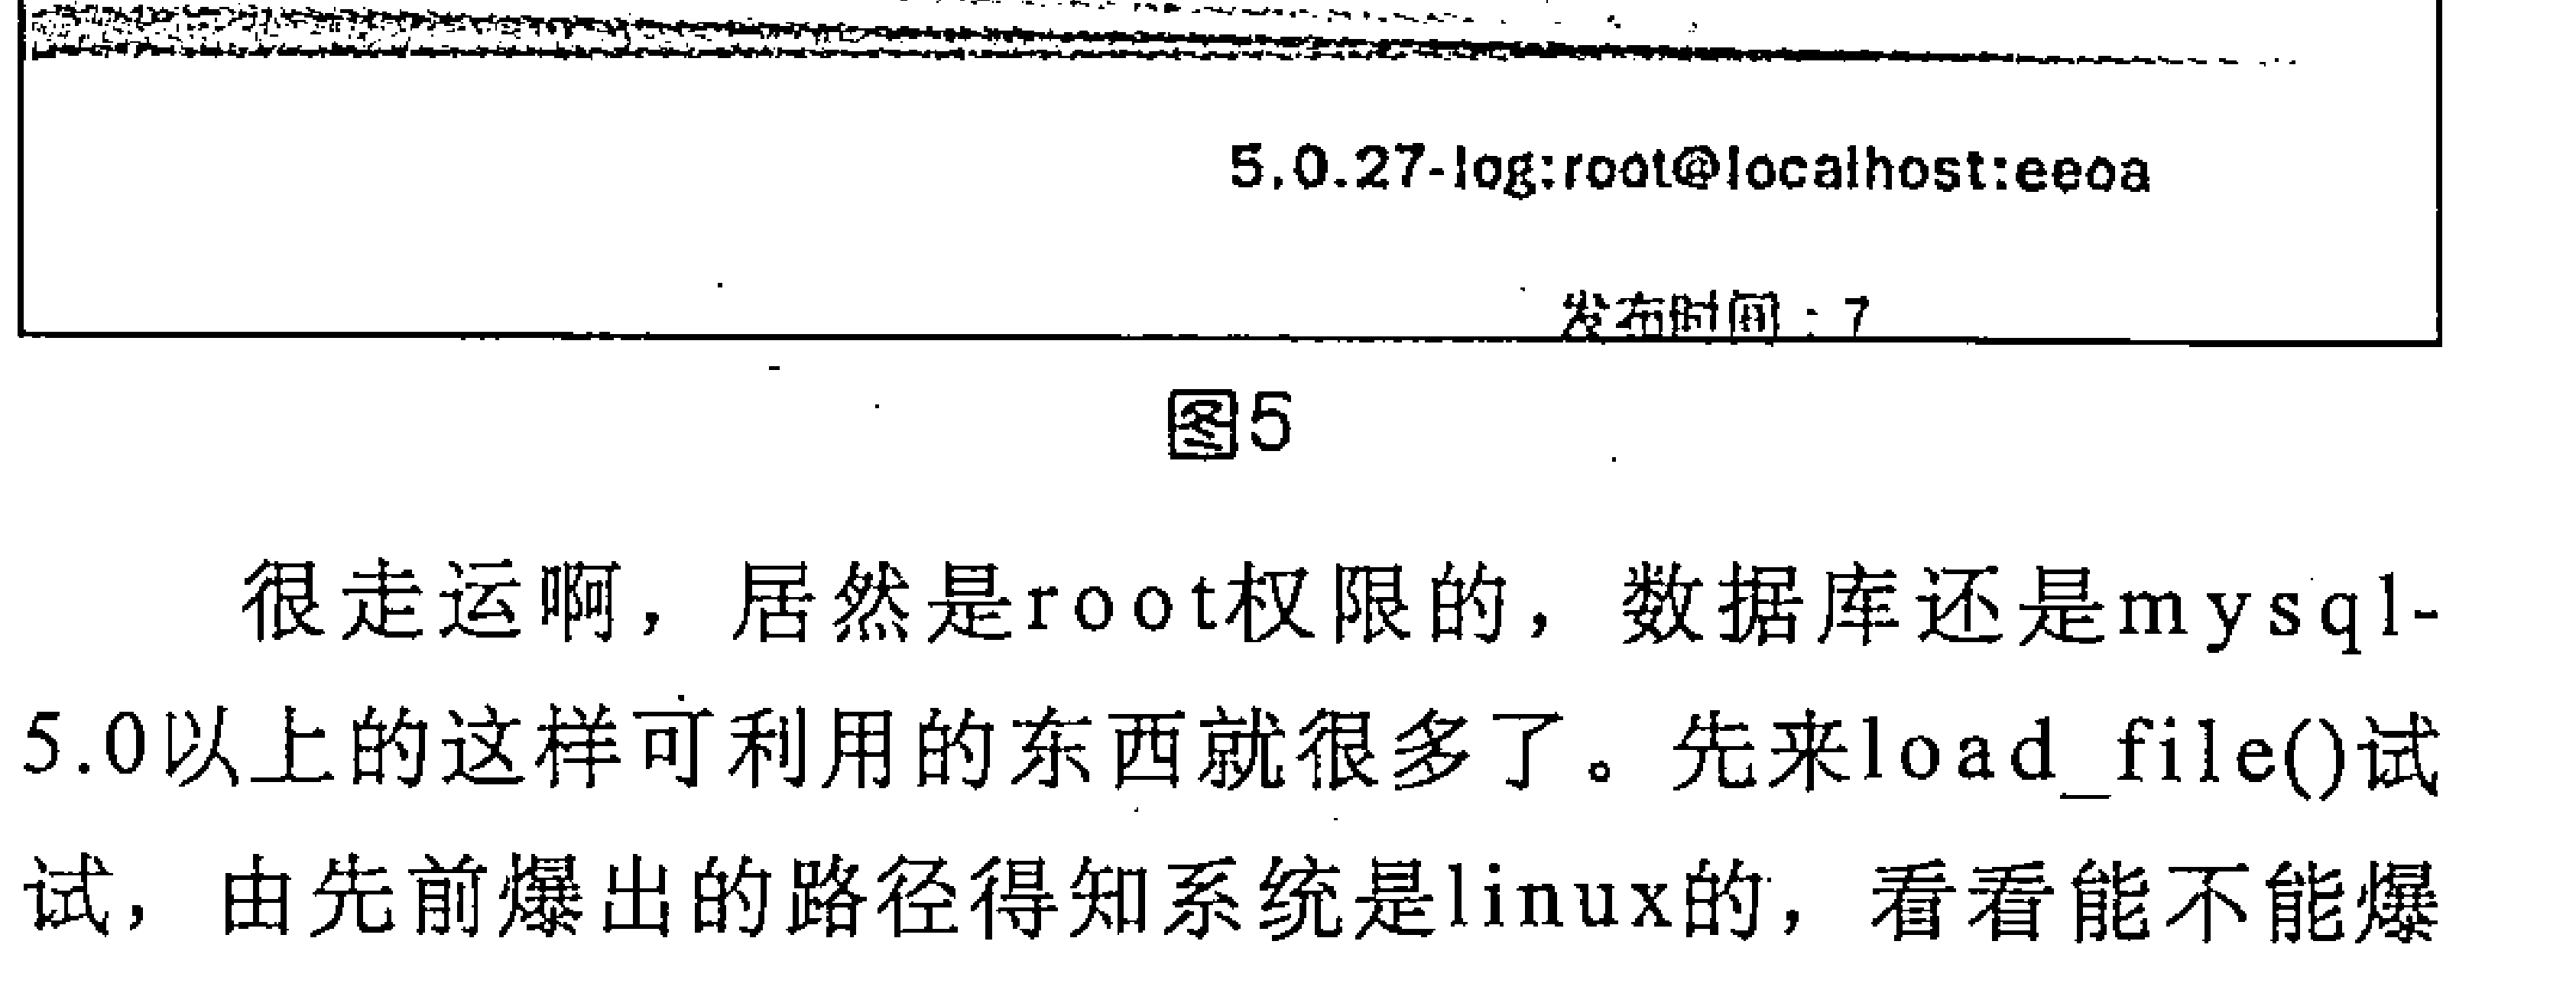 5.0.27-log:root@localhost:eeoa
发布时间:7
图5
很走运啊，居然是root权限的，数据库还是mysql-
5.0以上的这样可利用的东西就很多了。先来load_file()试
试，由先前爆出的路径得知系统是linux的，看看能不能爆